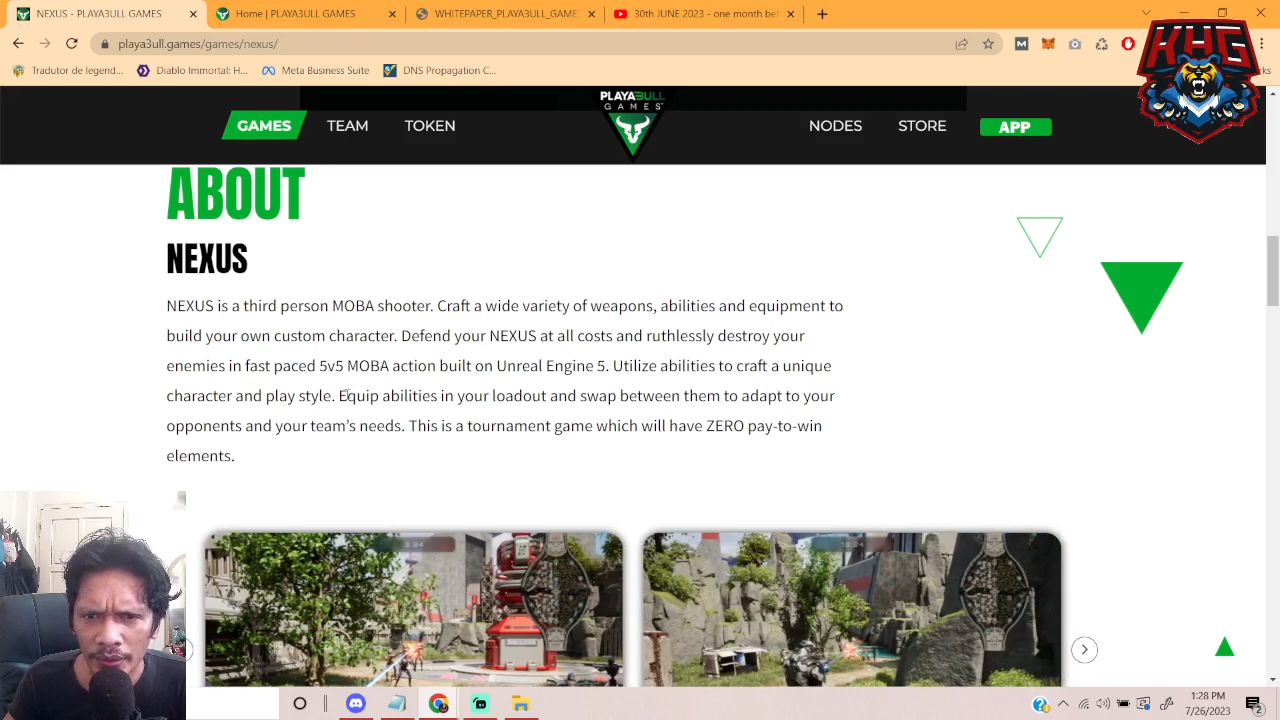 NEXUS - PLAYA3ULL GAMES
Home | PLAYA3ULL GAMES
WHITEPAPER_PLAYA3ULL_GAME
30th JUNE 2023 - one month be
playa3ull.games/games/nexus/
Tradutor de legend...
Diablo Immortal: H...
Meta Business Suite
DNS Propagation C...
KHG
GAMES
TEAM
TOKEN
PLAYA3ULL
GAMES
NODES
STORE
APP
ABOUT
NEXUS
NEXUS is a third person MOBA shooter. Craft a wide variety of weapons, abilities and equipment to
build your own custom character. Defend your NEXUS at all costs and ruthlessly destroy your
enemies in fast paced 5v5 MOBA action built on Unreal Engine 5. Utilize abilities to craft a unique
character and play style. Equip abilities in your loadout and swap between them to adapt to your
opponents and your team's needs. This is a tournament game which will have ZERO pay-to-win
elements.
1:28 PM
7/26/2023
2